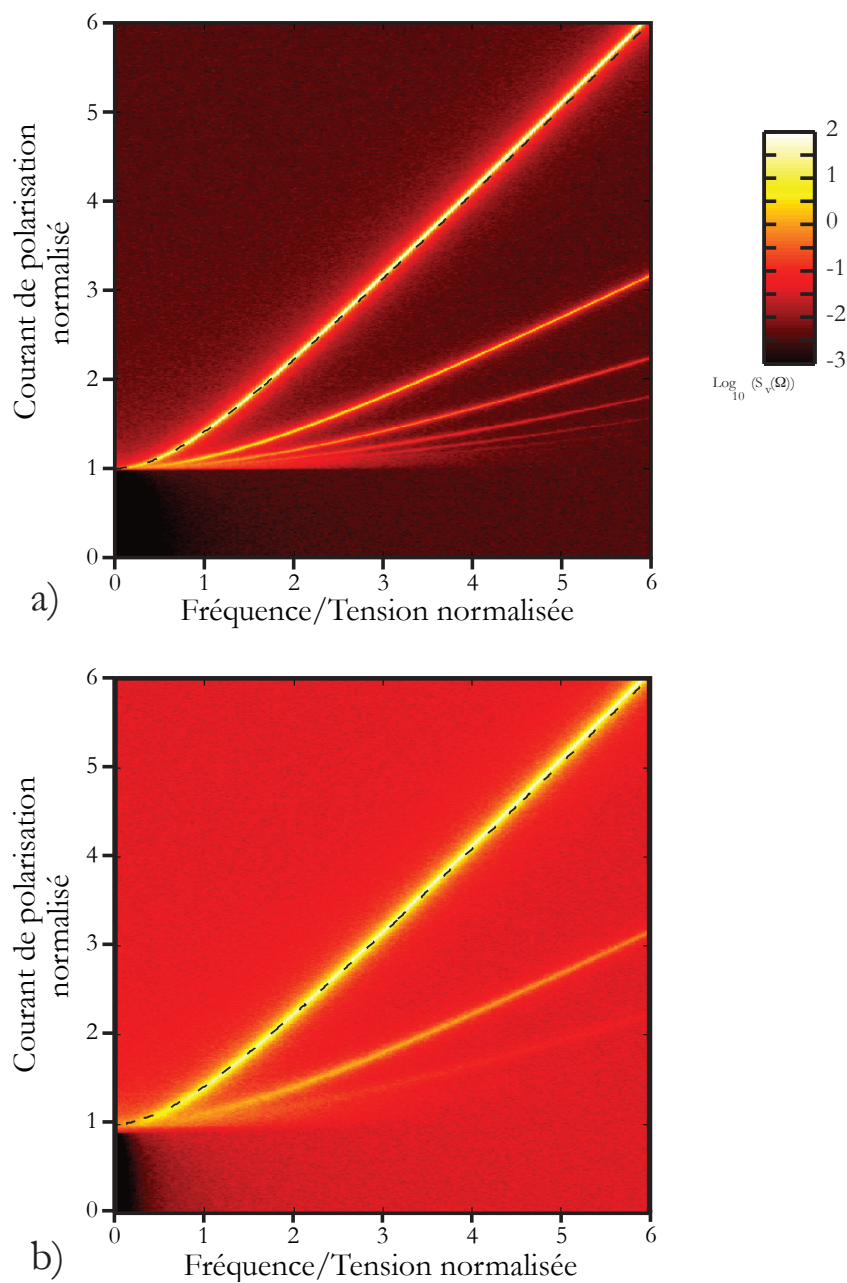 6
5
4
3
2
1
0
Courant de polarisation
normalisé
0 1 2 3 4 5 6
Fréquence/Tension normalisée
a)
2
1
0
-1
-2
-3
Log10 (Sv(Ω))
6
5
4
3
2
1
0
Courant de polarisation
normalisé
0 1 2 3 4 5 6
Fréquence/Tension normalisée
b)